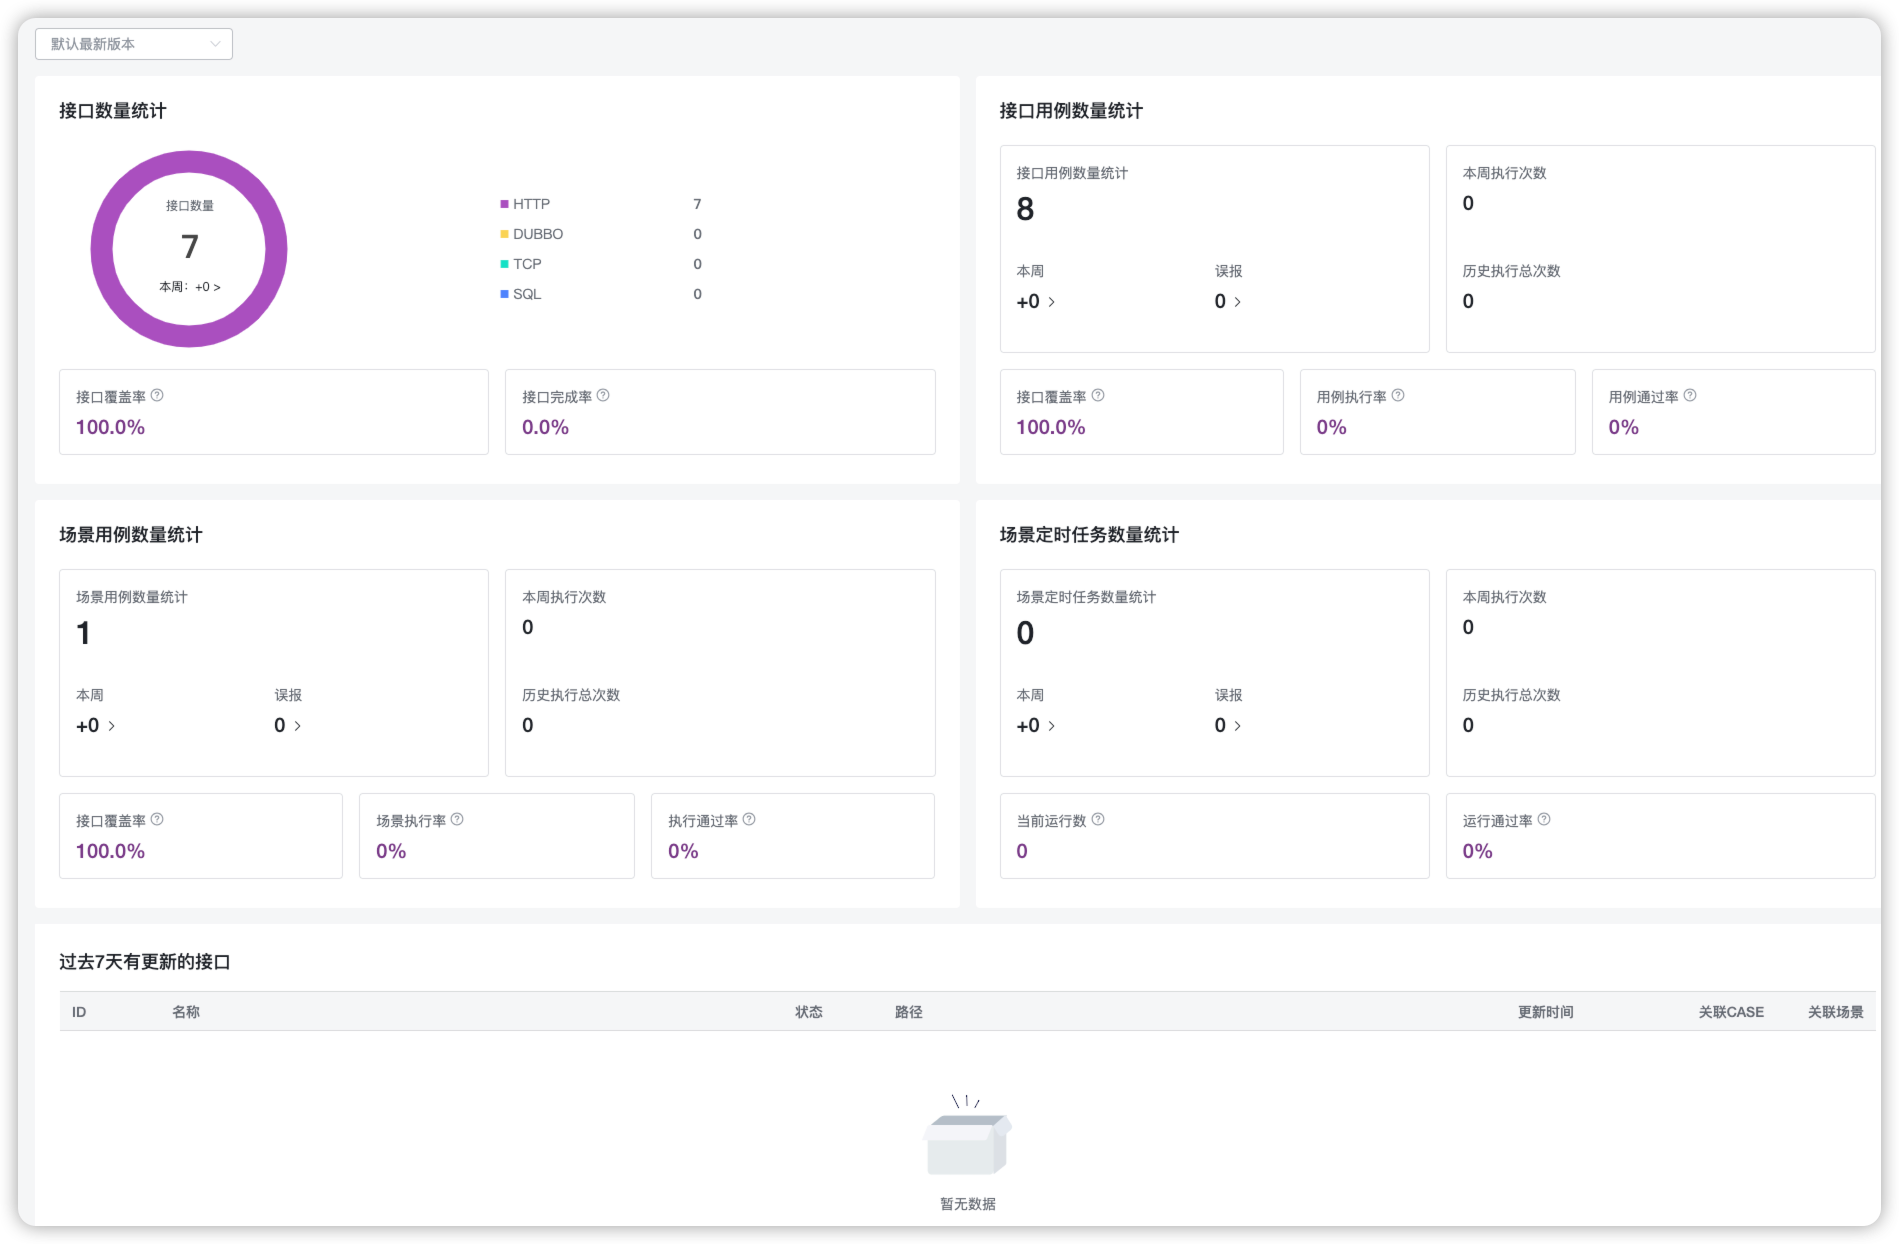 默认最新版本
接口数量统计
接口数量
7
本周：+0 >
HTTP 7
DUBBO 0
TCP 0
SQL 0
接口覆盖率
100.0%
接口完成率
0.0%
接口用例数量统计
接口用例数量统计
8
本周
+0 >
误报
0 >
本周执行次数
0
历史执行总次数
0
接口覆盖率
100.0%
用例执行率
0%
用例通过率
0%
场景用例数量统计
场景用例数量统计
1
本周
+0 >
误报
0 >
本周执行次数
0
历史执行总次数
0
接口覆盖率
100.0%
场景执行率
0%
执行通过率
0%
场景定时任务数量统计
场景定时任务数量统计
0
本周
+0 >
误报
0 >
本周执行次数
0
历史执行总次数
0
当前运行数
0
运行通过率
0%
过去7天有更新的接口
ID 名称 状态 路径 更新时间 关联CASE 关联场景
暂无数据